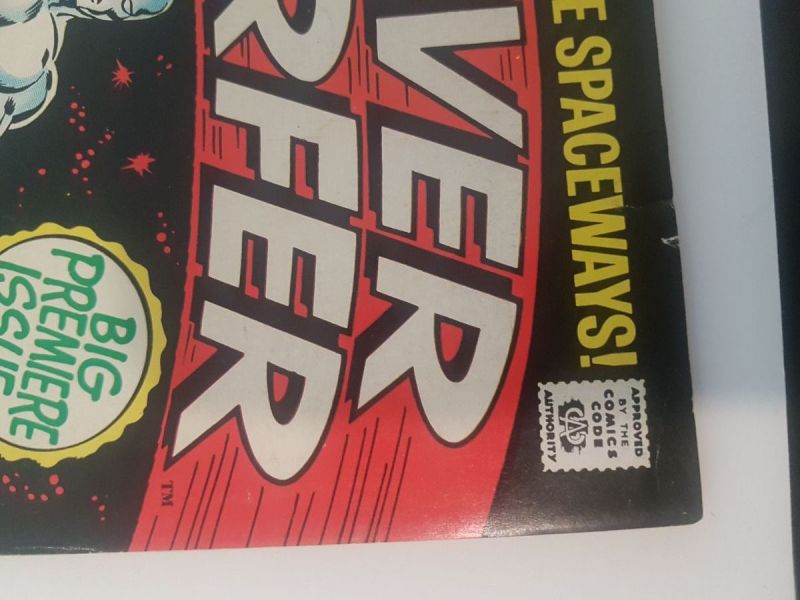 E SPACEWAYS!
APPROVED
BY THE
COMICS
CODE
CA
AUTHORITY
VER
RFER
TM
BIG
PREMIERE
ISSUE